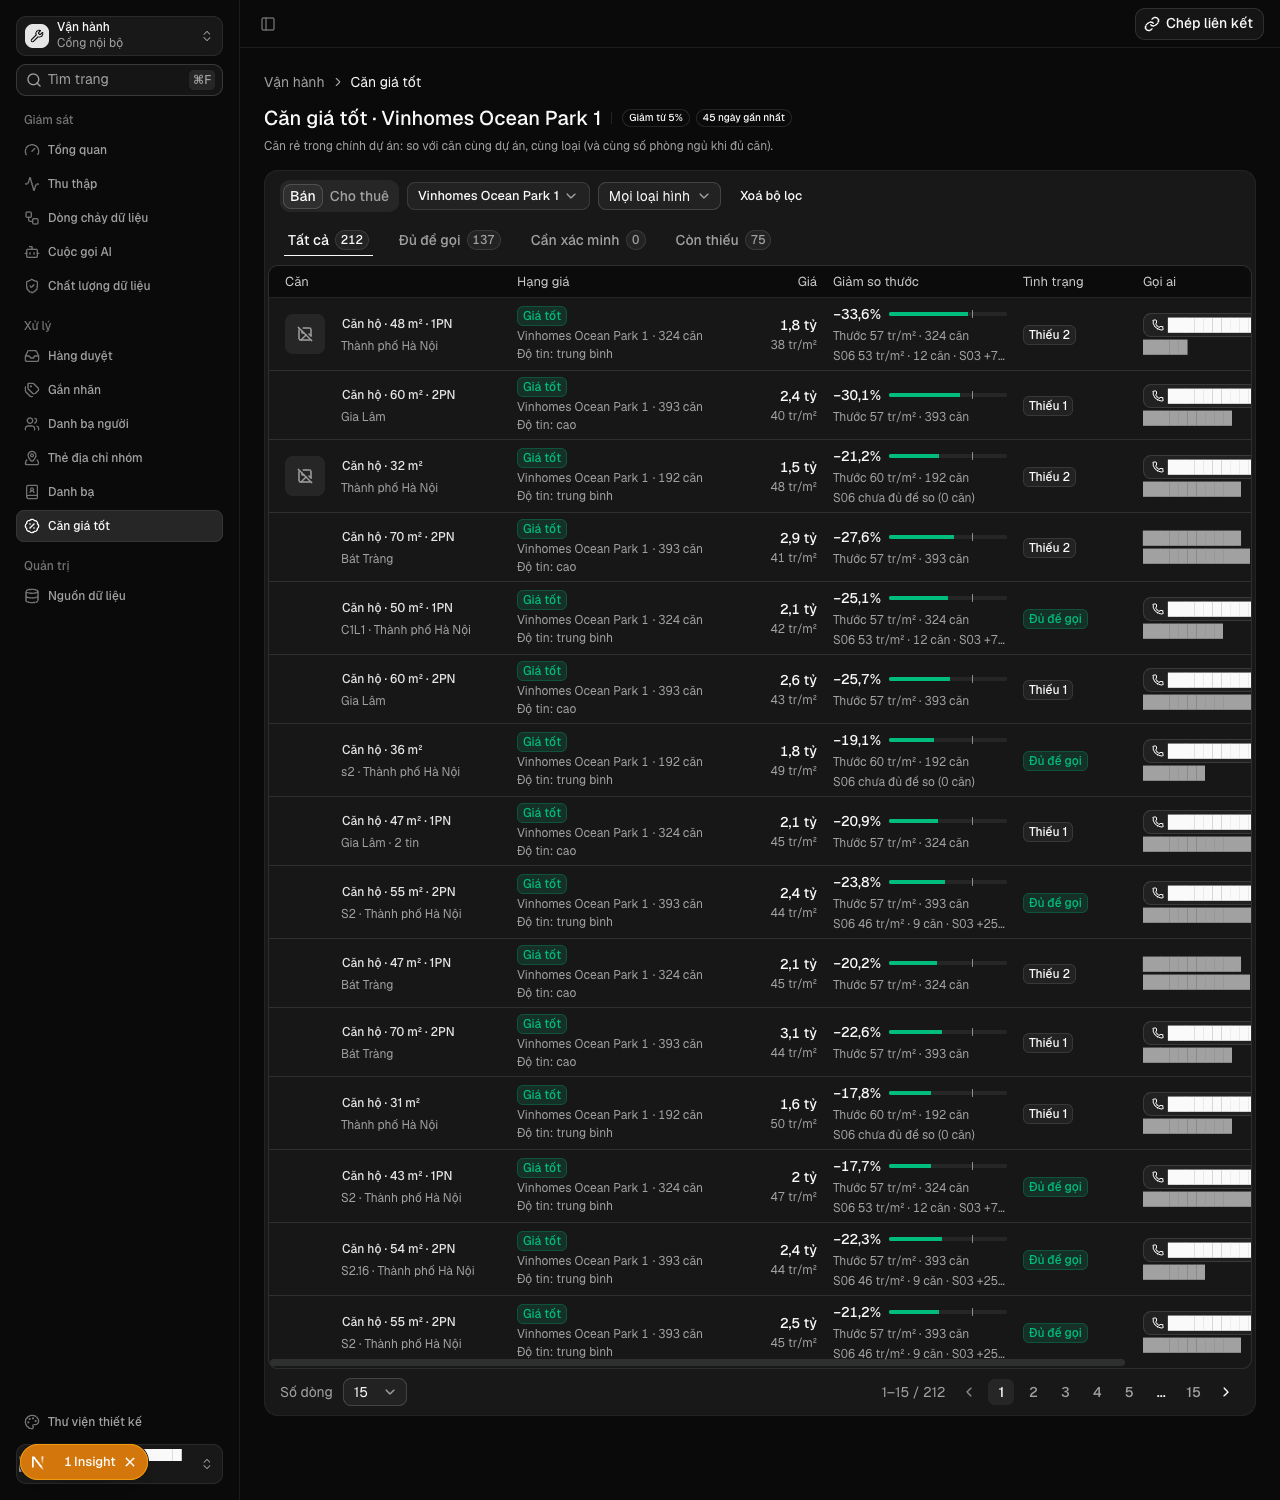 Vận hành
Cổng nội bộ
Tìm trang
⌘F
Giám sát
Tổng quan
Thu thập
Dòng chảy dữ liệu
Cuộc gọi AI
Chất lượng dữ liệu
Xử lý
Hàng duyệt
Gắn nhãn
Danh bạ người
Thẻ địa chỉ nhóm
Danh bạ
Căn giá tốt
Quản trị
Nguồn dữ liệu
Thư viện thiết kế
1 Insight
Chép liên kết
Vận hành > Căn giá tốt
Căn giá tốt · Vinhomes Ocean Park 1
Giảm từ 5%
45 ngày gần nhất
Căn rẻ trong chính dự án: so với căn cùng dự án, cùng loại (và cùng số phòng ngủ khi đủ căn).
Bán
Cho thuê
Vinhomes Ocean Park 1
Mọi loại hình
Xoá bộ lọc
Tất cả 212
Đủ để gọi 137
Cần xác minh 0
Còn thiếu 75
Căn Hạng giá Giá Giảm so thước Tình trạng Gọi ai
Căn hộ · 48 m² · 1PN
Thành phố Hà Nội
Giá tốt
Vinhomes Ocean Park 1 · 324 căn
Độ tin: trung bình
1,8 tỷ
38 tr/m²
−33,6%
Thước 57 tr/m² · 324 căn
S06 53 tr/m² · 12 căn · S03 +7...
Thiếu 2
Căn hộ · 60 m² · 2PN
Gia Lâm
Giá tốt
Vinhomes Ocean Park 1 · 393 căn
Độ tin: cao
2,4 tỷ
40 tr/m²
−30,1%
Thước 57 tr/m² · 393 căn
Thiếu 1
Căn hộ · 32 m²
Thành phố Hà Nội
Giá tốt
Vinhomes Ocean Park 1 · 192 căn
Độ tin: trung bình
1,5 tỷ
48 tr/m²
−21,2%
Thước 60 tr/m² · 192 căn
S06 chưa đủ để so (0 căn)
Thiếu 2
Căn hộ · 70 m² · 2PN
Bát Tràng
Giá tốt
Vinhomes Ocean Park 1 · 393 căn
Độ tin: cao
2,9 tỷ
41 tr/m²
−27,6%
Thước 57 tr/m² · 393 căn
Thiếu 2
Căn hộ · 50 m² · 1PN
C1L1 · Thành phố Hà Nội
Giá tốt
Vinhomes Ocean Park 1 · 324 căn
Độ tin: trung bình
2,1 tỷ
42 tr/m²
−25,1%
Thước 57 tr/m² · 324 căn
S06 53 tr/m² · 12 căn · S03 +7...
Đủ để gọi
Căn hộ · 60 m² · 2PN
Gia Lâm
Giá tốt
Vinhomes Ocean Park 1 · 393 căn
Độ tin: cao
2,6 tỷ
43 tr/m²
−25,7%
Thước 57 tr/m² · 393 căn
Thiếu 1
Căn hộ · 36 m²
s2 · Thành phố Hà Nội
Giá tốt
Vinhomes Ocean Park 1 · 192 căn
Độ tin: trung bình
1,8 tỷ
49 tr/m²
−19,1%
Thước 60 tr/m² · 192 căn
S06 chưa đủ để so (0 căn)
Đủ để gọi
Căn hộ · 47 m² · 1PN
Gia Lâm · 2 tin
Giá tốt
Vinhomes Ocean Park 1 · 324 căn
Độ tin: cao
2,1 tỷ
45 tr/m²
−20,9%
Thước 57 tr/m² · 324 căn
Thiếu 1
Căn hộ · 55 m² · 2PN
S2 · Thành phố Hà Nội
Giá tốt
Vinhomes Ocean Park 1 · 393 căn
Độ tin: trung bình
2,4 tỷ
44 tr/m²
−23,8%
Thước 57 tr/m² · 393 căn
S06 46 tr/m² · 9 căn · S03 +25...
Đủ để gọi
Căn hộ · 47 m² · 1PN
Bát Tràng
Giá tốt
Vinhomes Ocean Park 1 · 324 căn
Độ tin: cao
2,1 tỷ
45 tr/m²
−20,2%
Thước 57 tr/m² · 324 căn
Thiếu 2
Căn hộ · 70 m² · 2PN
Bát Tràng
Giá tốt
Vinhomes Ocean Park 1 · 393 căn
Độ tin: cao
3,1 tỷ
44 tr/m²
−22,6%
Thước 57 tr/m² · 393 căn
Thiếu 1
Căn hộ · 31 m²
Thành phố Hà Nội
Giá tốt
Vinhomes Ocean Park 1 · 192 căn
Độ tin: trung bình
1,6 tỷ
50 tr/m²
−17,8%
Thước 60 tr/m² · 192 căn
S06 chưa đủ để so (0 căn)
Thiếu 1
Căn hộ · 43 m² · 1PN
S2 · Thành phố Hà Nội
Giá tốt
Vinhomes Ocean Park 1 · 324 căn
Độ tin: trung bình
2 tỷ
47 tr/m²
−17,7%
Thước 57 tr/m² · 324 căn
S06 53 tr/m² · 12 căn · S03 +7...
Đủ để gọi
Căn hộ · 54 m² · 2PN
S2.16 · Thành phố Hà Nội
Giá tốt
Vinhomes Ocean Park 1 · 393 căn
Độ tin: trung bình
2,4 tỷ
44 tr/m²
−22,3%
Thước 57 tr/m² · 393 căn
S06 46 tr/m² · 9 căn · S03 +25...
Đủ để gọi
Căn hộ · 55 m² · 2PN
S2 · Thành phố Hà Nội
Giá tốt
Vinhomes Ocean Park 1 · 393 căn
Độ tin: trung bình
2,5 tỷ
45 tr/m²
−21,2%
Thước 57 tr/m² · 393 căn
S06 46 tr/m² · 9 căn · S03 +25...
Đủ để gọi
Số dòng 15
1–15 / 212
1 2 3 4 5 ... 15